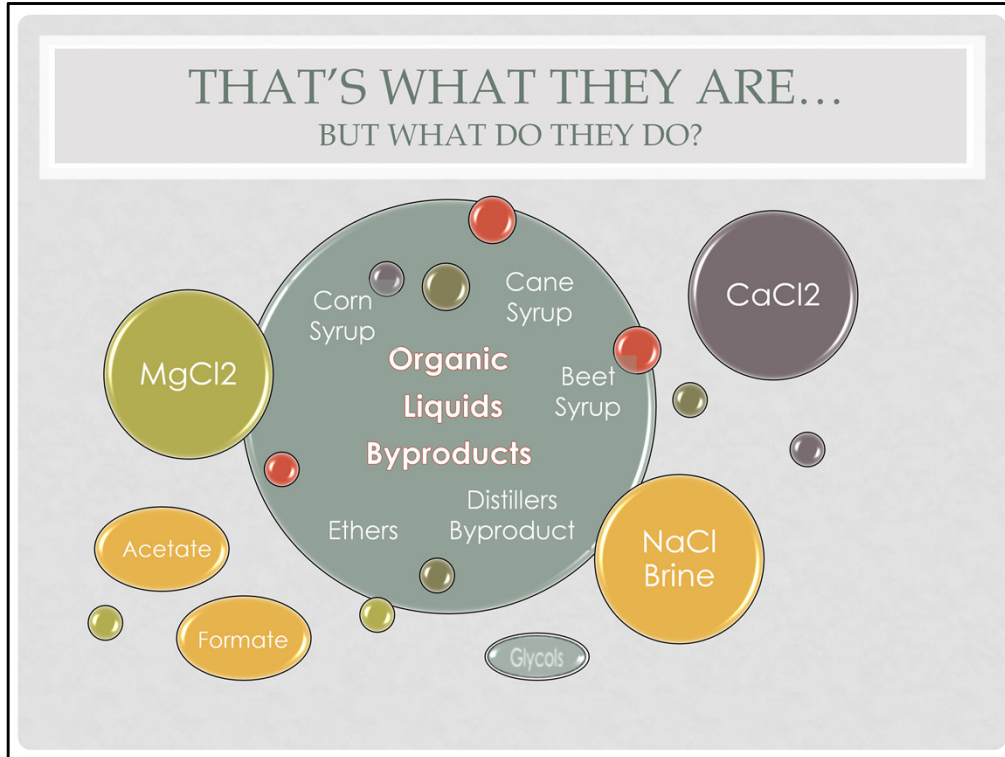 THAT'S WHAT THEY ARE...
BUT WHAT DO THEY DO?
Corn
Syrup
Cane
Syrup
CaCl2
MgCl2
Organic
Liquids
Byproducts
Beet
Syrup
Ethers
Distillers
Byproduct
NaCl
Brine
Acetate
Formate
Glycols